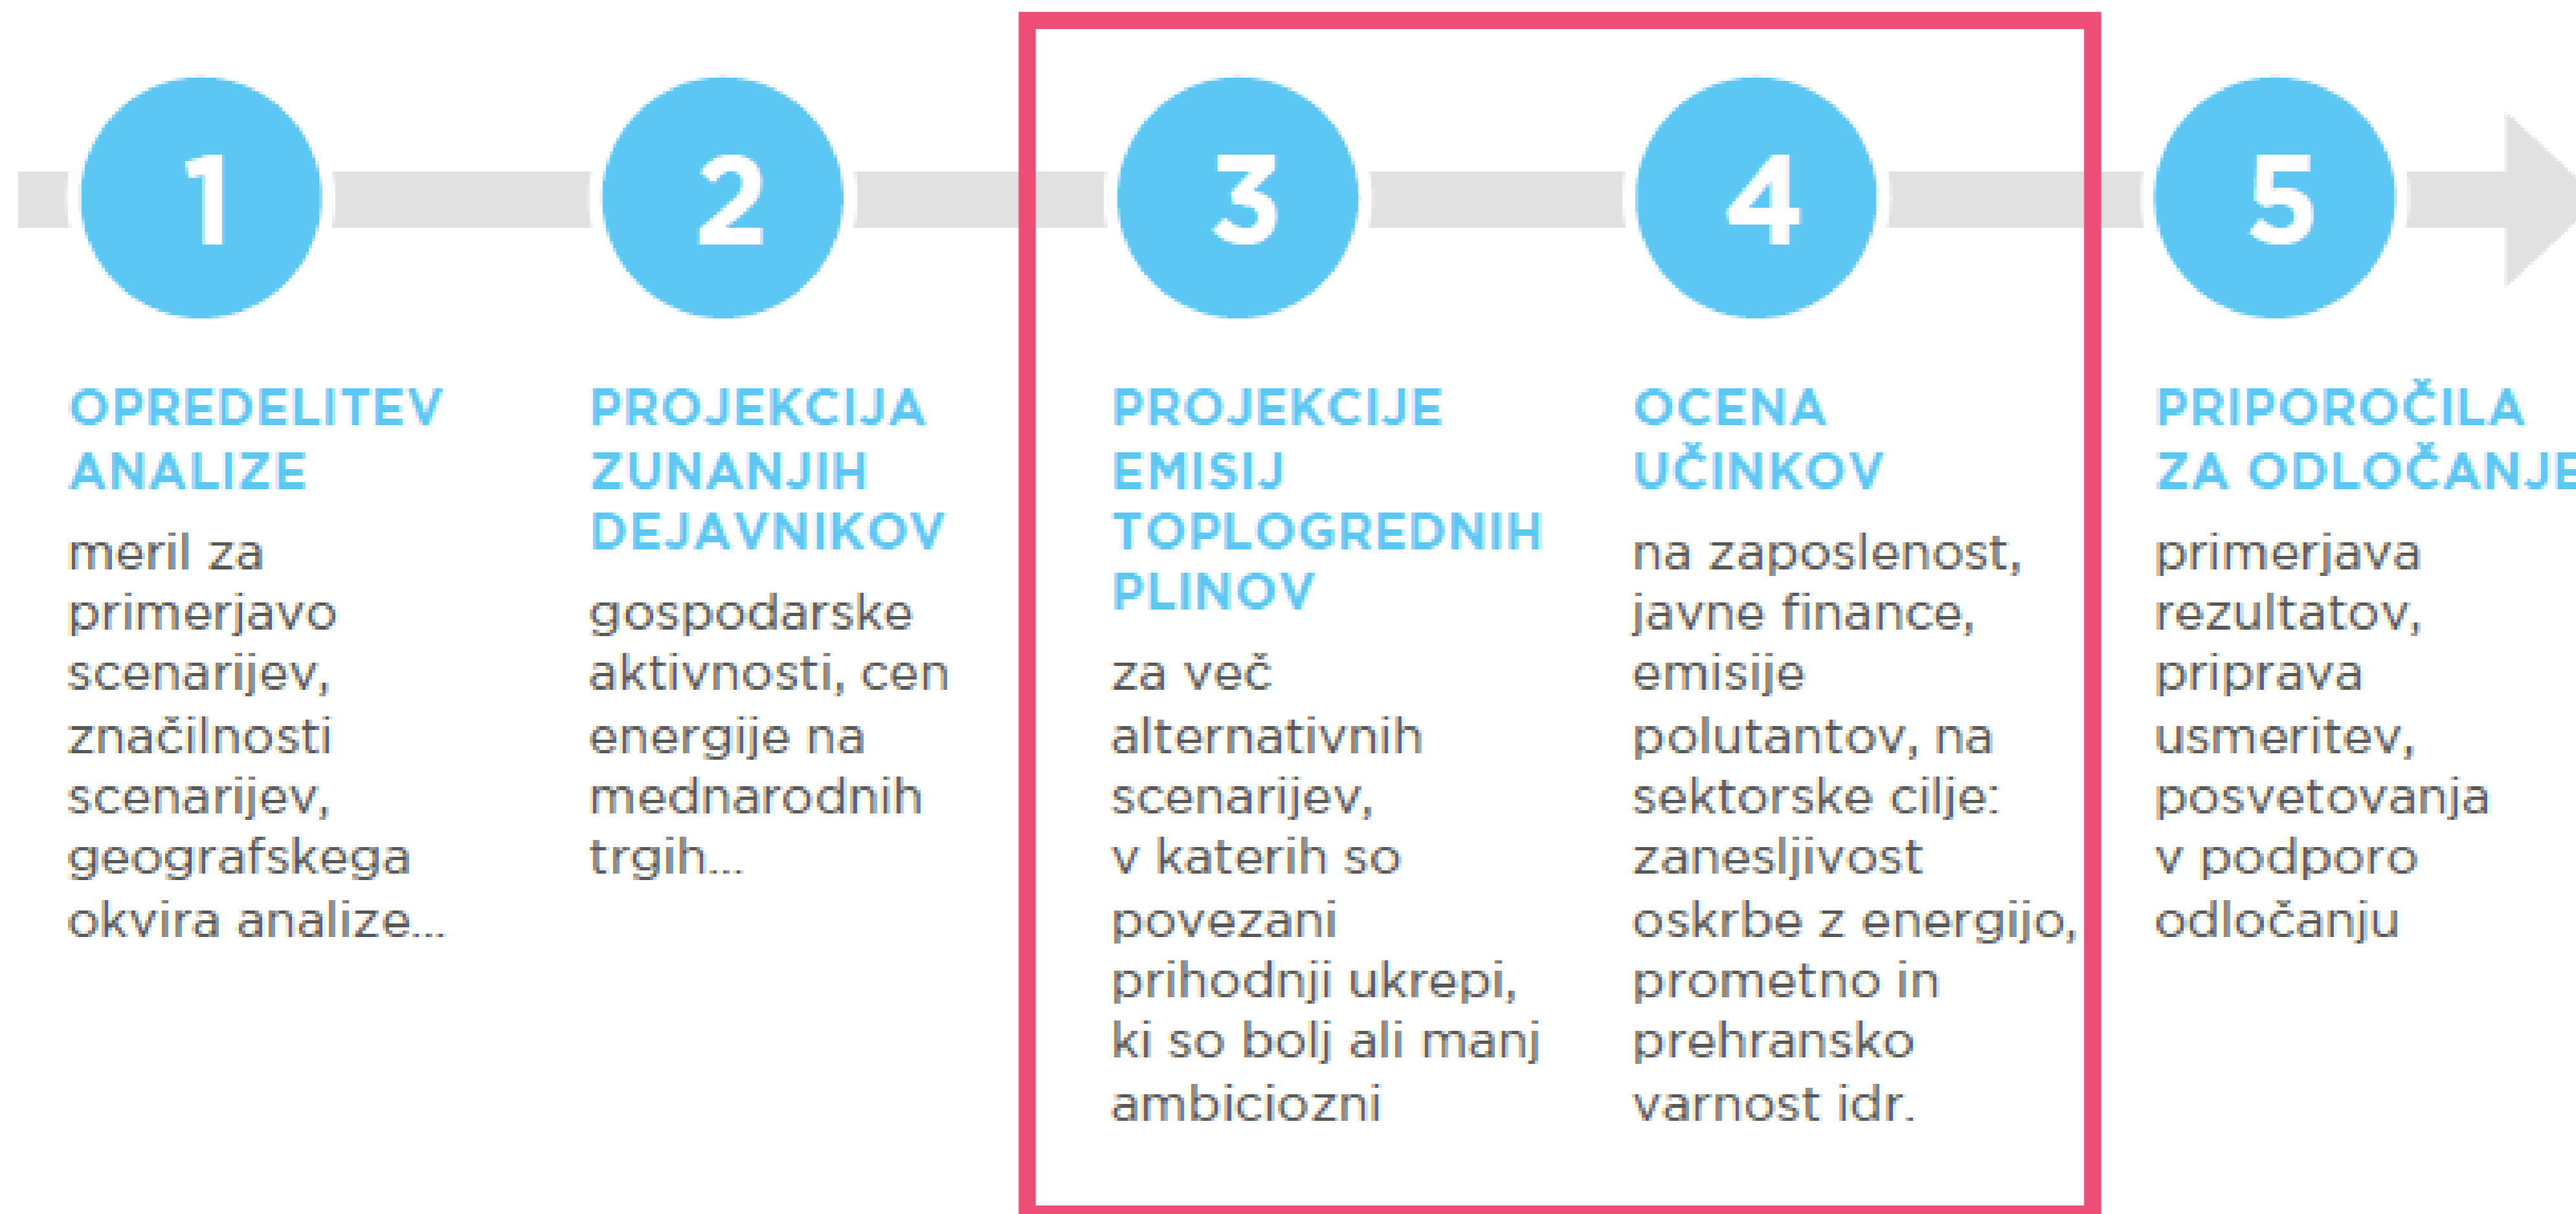 1
OPREDELITEV
ANALIZE
meril za
primerjavo
scenarijev,
značilnosti
scenarijev,
geografskega
okvira analize...
2
PROJEKCIJA
ZUNANJIH
DEJAVNIKOV
gospodarske
aktivnosti, cen
energije na
mednarodnih
trgih...
3
PROJEKCIJE
EMISIJ
TOPLOGREDNIH
PLINOV
za več
alternativnih
scenarijev,
v katerih so
povezani
prihodnji ukrepi,
ki so bolj ali manj
ambiciozni
4
OCENA
UČINKOV
na zaposlenost,
javne finance,
emisije
polutantov, na
sektorske cilje:
zanesljivost
oskrbe z energijo,
prometno in
prehransko
varnost idr.
5
PRIPOROČILA
ZA ODLOČANJE
primerjava
rezultatov,
priprava
usmeritev,
posvetovanja
v podporo
odločanju